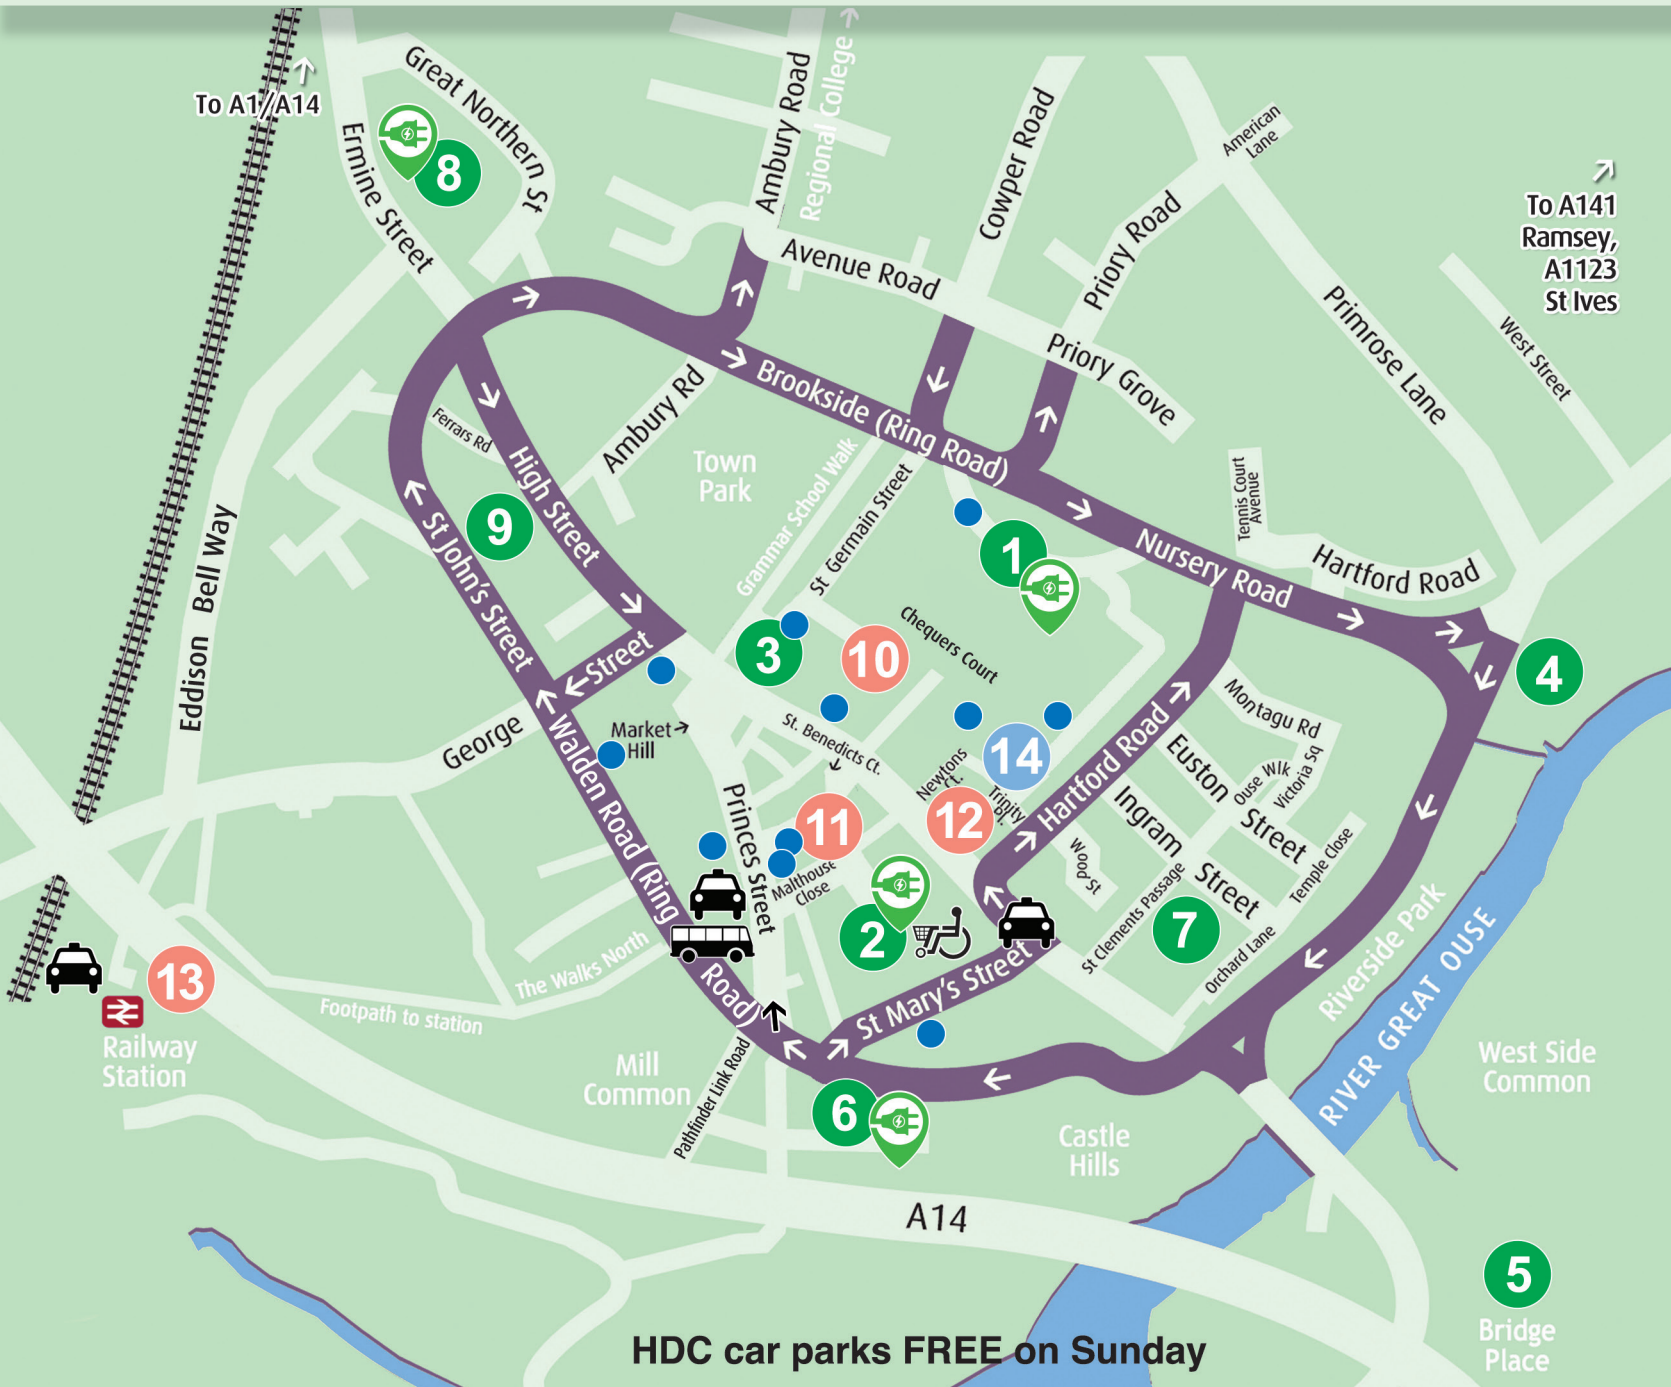 To A1/A14
Great Northern St
Ermine Street
8
Ambury Road
Regional College
Cowper Road
American
Lane
Priory Road
To A141
Ramsey,
A1123
St Ives
Avenue Road
Priory Grove
Primrose Lane
West Street
Brookside (Ring Road)
Ambury Rd
Ferrars Rd
High Street
Town
Park
Grammar School Walk
St Germain Street
9
St John's Street
Eddison Bell Way
1
Nursery Road
Tennis Court
Avenue
Hartford Road
3
10
Chequers Court
4
George Street
Market
Hill
Walden Road (Ring Road)
St. Benedicts Ct.
Newtons
Ct.
14
Trinity
Pl.
Hartford Road
Montagu Rd
Euston Street
Ouse Wlk
Victoria Sq
Ingram Street
Temple Close
Princes Street
11
12
Malthouse
Close
Wood St
St Clements Passage
7
Orchard Lane
2
St Mary's Street
Riverside Park
RIVER GREAT OUSE
13
Railway
Station
The Walks North
Footpath to station
Mill
Common
Pathfinder Link Road
6
Castle
Hills
West Side
Common
A14
5
Bridge
Place
HDC car parks FREE on Sunday